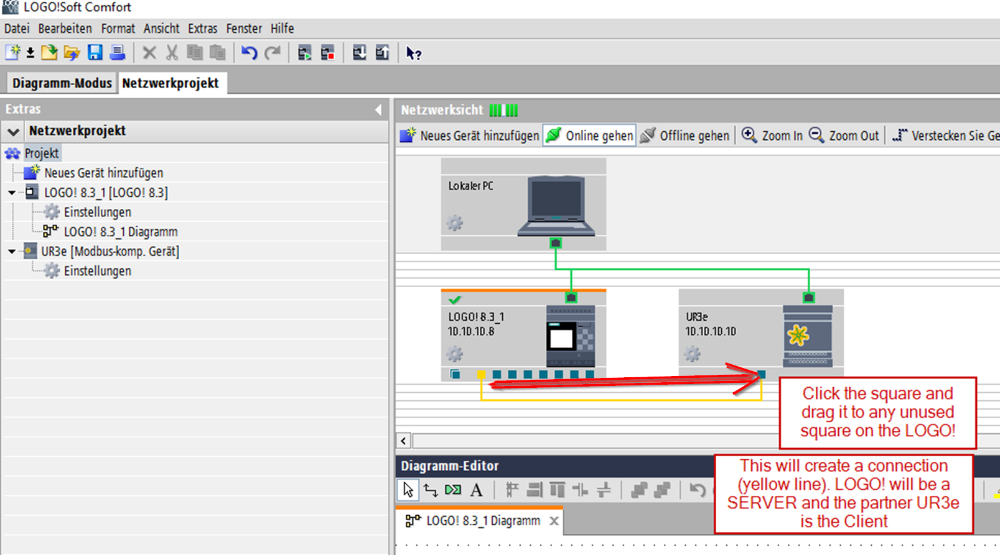 LOGO!Soft Comfort
Datei Bearbeiten Format Ansicht Extras Fenster Hilfe
Diagramm-Modus Netzwerkprojekt
Extras
Netzwerkprojekt
Projekt
Neues Gerät hinzufügen
LOGO! 8.3_1 [LOGO! 8.3]
Einstellungen
LOGO! 8.3_1 Diagramm
UR3e [Modbus-komp. Gerät]
Einstellungen
Netzwerksicht
Neues Gerät hinzufügen Online gehen Offline gehen Zoom In Zoom Out Verstecken Sie Ge
Lokaler PC
LOGO! 8.3_1
10.10.10.8
UR3e
10.10.10.10
Click the square and
drag it to any unused
square on the LOGO!
This will create a connection
(yellow line). LOGO! will be a
SERVER and the partner UR3e
is the Client
Diagramm-Editor
LOGO! 8.3_1 Diagramm